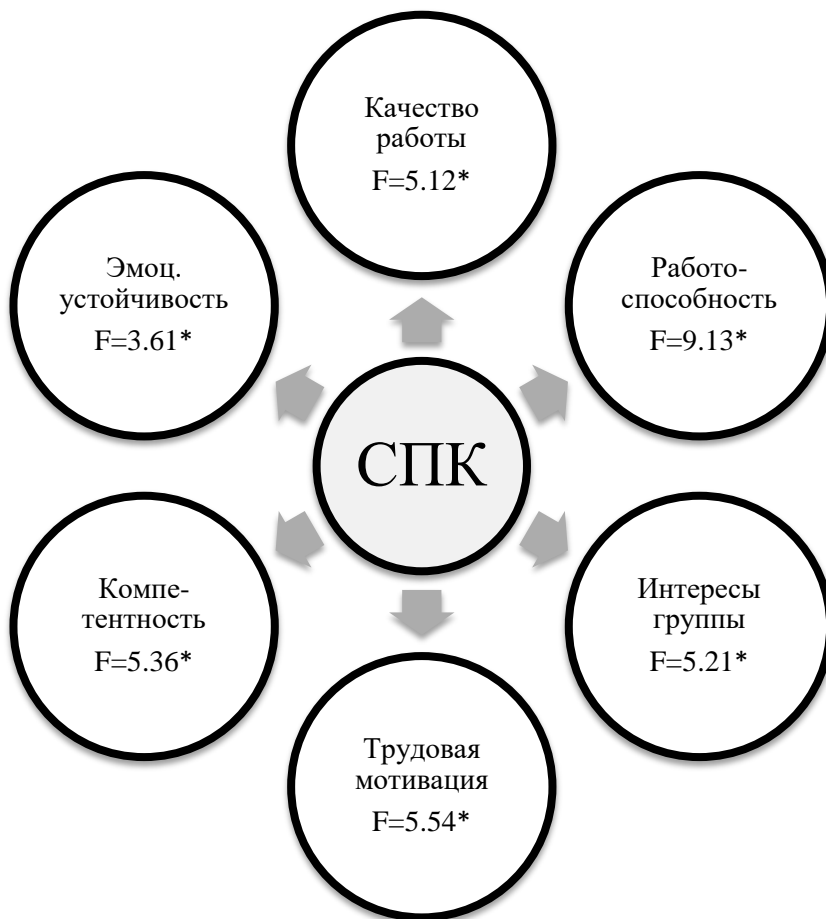 Качество
работы
F=5.12*
Эмоц.
устойчивость
F=3.61*
Работо-
способность
F=9.13*
СПК
Компе-
тентность
F=5.36*
Интересы
группы
F=5.21*
Трудовая
мотивация
F=5.54*